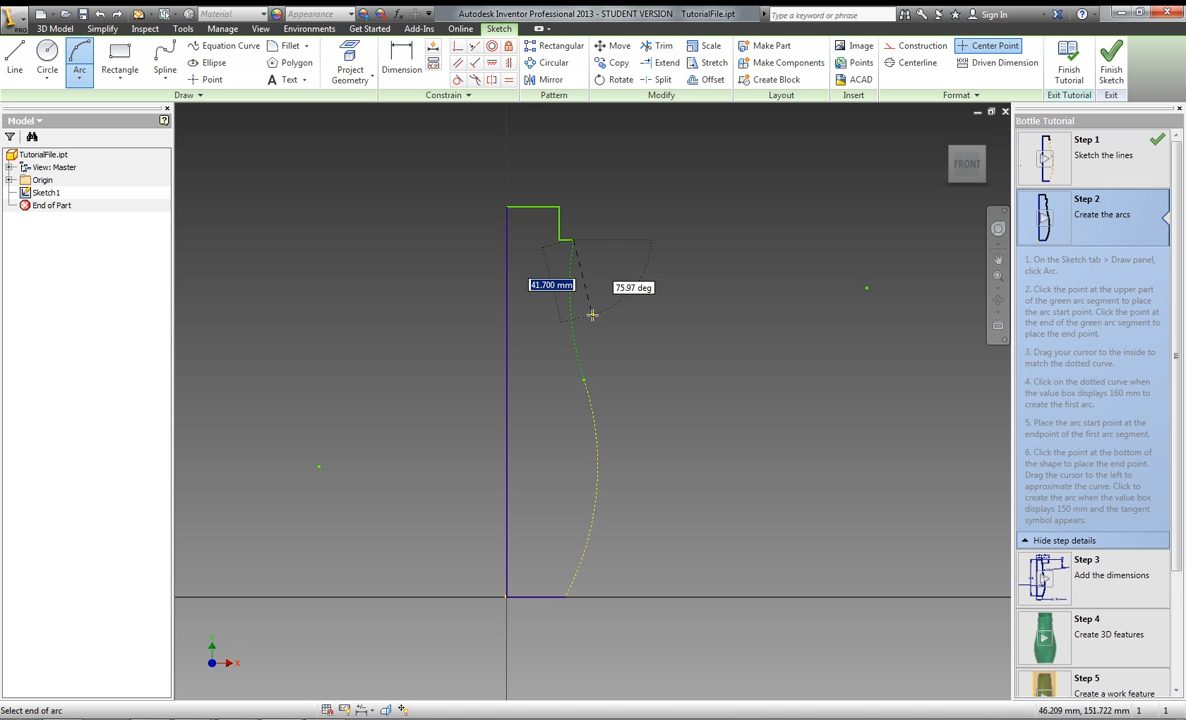 Material
Appearance
Autodesk Inventor Professional 2013 - STUDENT VERSION TutorialFile.ipt
Type a keyword or phrase
Sign In
PRO
3D Model Simplify Inspect Tools Manage View Environments Get Started Add-Ins Online Sketch
Line
Circle
Arc
Rectangle
Spline
Equation Curve
Ellipse
Point
Fillet
Polygon
Text
Project
Geometry
Dimension
Rectangular
Circular
Mirror
Move
Copy
Rotate
Trim
Extend
Split
Scale
Stretch
Offset
Make Part
Make Components
Create Block
Image
Points
ACAD
Construction
Centerline
Center Point
Driven Dimension
Finish
Tutorial
Finish
Sketch
Draw
Constrain
Pattern
Modify
Layout
Insert
Format
Exit Tutorial
Exit
Model
TutorialFile.ipt
View: Master
Origin
Sketch1
End of Part
FRONT
41.700 mm
75.97 deg
X
Bottle Tutorial
Step 1
Sketch the lines
Step 2
Create the arcs
1. On the Sketch tab > Draw panel,
click Arc.
2. Click the point at the upper part
of the green arc segment to place
the arc start point. Click the point at
the end of the green arc segment to
place the end point.
3. Drag your cursor to the inside to
match the dotted curve.
4. Click on the dotted curve when
the value box displays 160 mm to
create the first arc.
5. Place the arc start point at the
endpoint of the first arc segment.
6. Click the point at the bottom of
the shape to place the end point.
Drag the cursor to the left to
approximate the curve. Click to
create the arc when the value box
displays 150 mm and the tangent
symbol appears.
Hide step details
Step 3
Add the dimensions
Step 4
Create 3D features
Step 5
Create a work feature
Select end of arc
46.209 mm, 151.722 mm 1 1